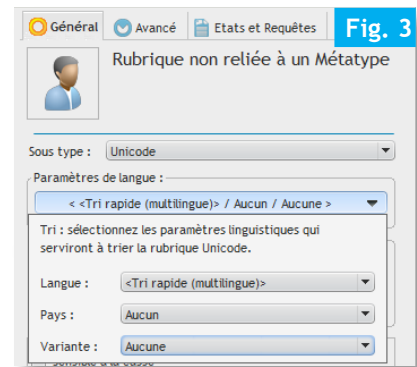 Général
Avancé
Etats et Requêtes
Fig. 3
Rubrique non reliée à un Métatype
Sous type :
Unicode
Paramètres de langue :
< <Tri rapide (multilingue)> / Aucun / Aucune >
Tri : sélectionnez les paramètres linguistiques qui
serviront à trier la rubrique Unicode.
Langue :
<Tri rapide (multilingue)>
Pays :
Aucun
Variante :
Aucune